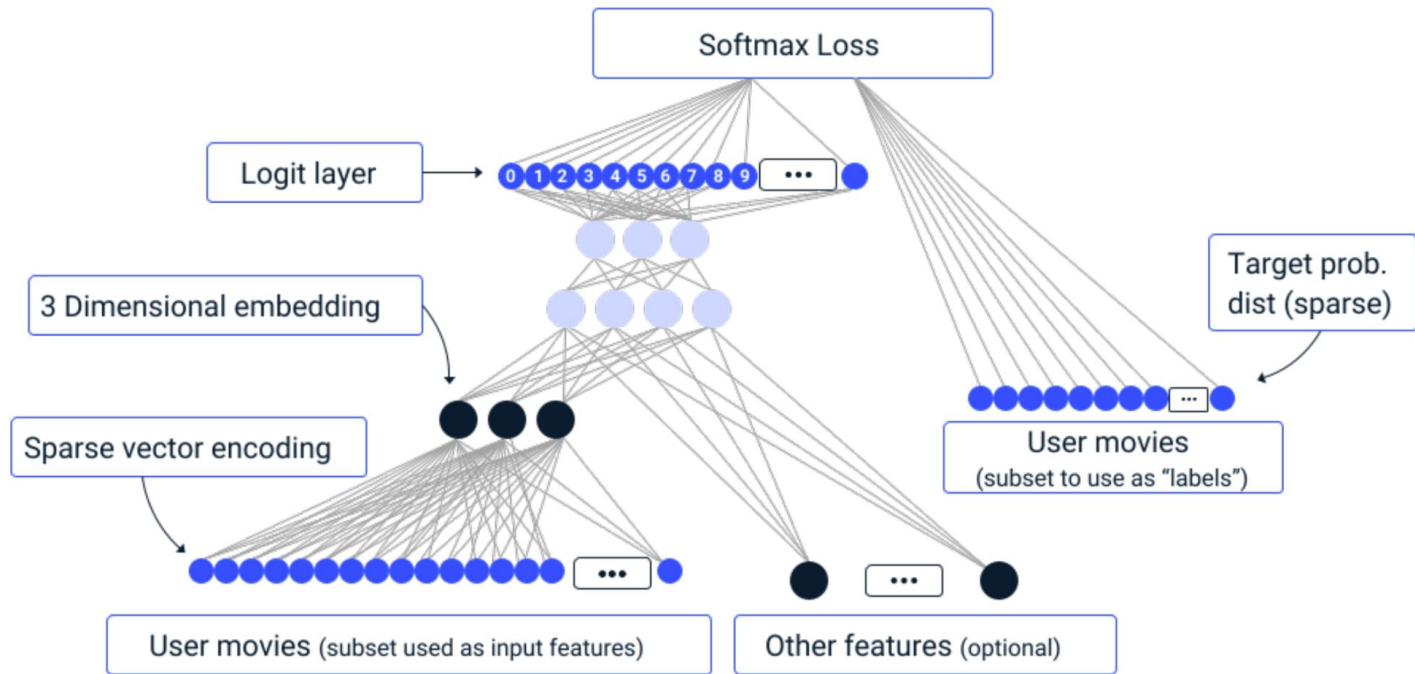 Softmax Loss
Logit layer
0 1 2 3 4 5 6 7 8 9 •••
3 Dimensional embedding
Target prob.
dist (sparse)
•••
Sparse vector encoding
User movies
(subset to use as “labels”)
•••
•••
User movies (subset used as input features)
Other features (optional)